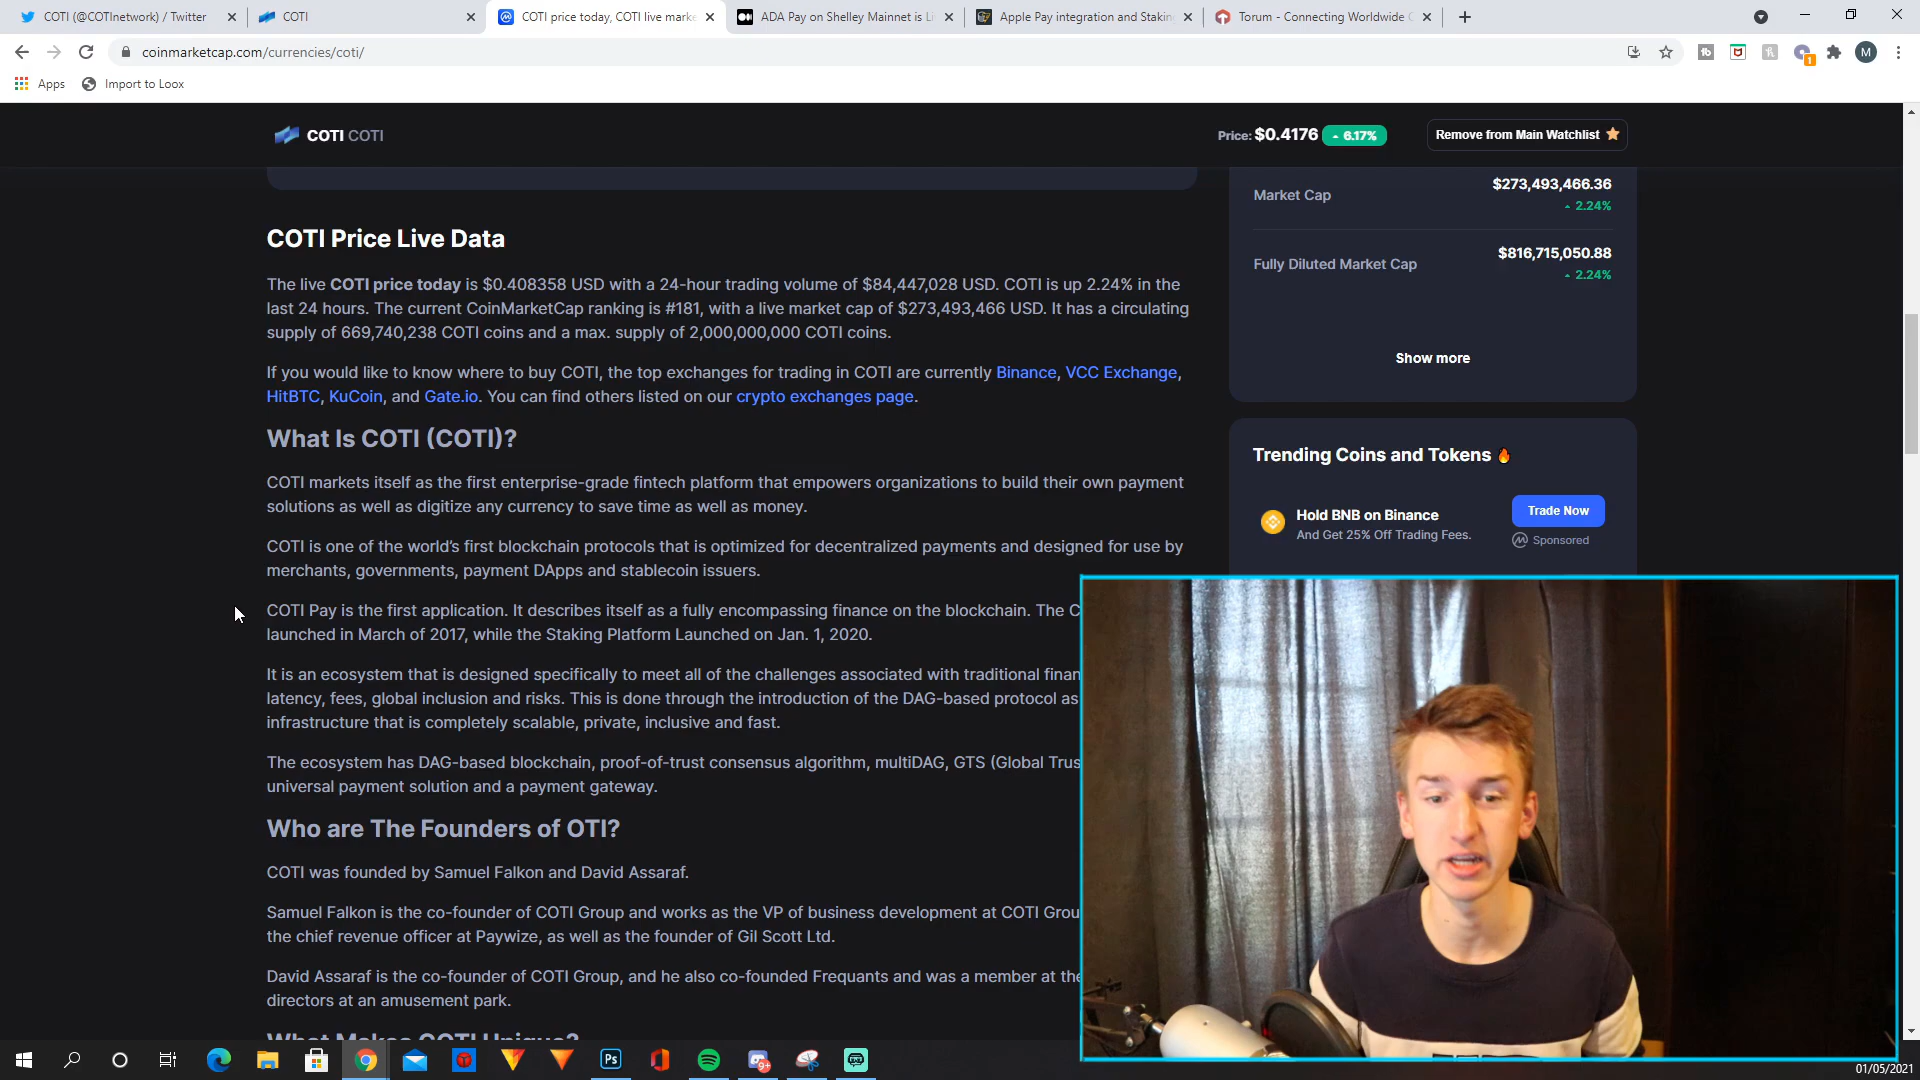 COTI (@COTInetwork) / Twitter
COTI
COTI price today, COTI live marke
ADA Pay on Shelley Mainnet is Li
Apple Pay integration and Stakin
Torum - Connecting Worldwide C
coinmarketcap.com/currencies/coti/
M
1
Apps
Import to Loox
COTI COTI
Price: $0.4176
6.17%
Remove from Main Watchlist
Market Cap
$273,493,466.36
2.24%
Fully Diluted Market Cap
$816,715,050.88
2.24%
Show more
COTI Price Live Data
The live COTI price today is $0.408358 USD with a 24-hour trading volume of $84,447,028 USD. COTI is up 2.24% in the
last 24 hours. The current CoinMarketCap ranking is #181, with a live market cap of $273,493,466 USD. It has a circulating
supply of 669,740,238 COTI coins and a max. supply of 2,000,000,000 COTI coins.
If you would like to know where to buy COTI, the top exchanges for trading in COTI are currently Binance, VCC Exchange,
HitBTC, KuCoin, and Gate.io. You can find others listed on our crypto exchanges page.
What Is COTI (COTI)?
COTI markets itself as the first enterprise-grade fintech platform that empowers organizations to build their own payment
solutions as well as digitize any currency to save time as well as money.
COTI is one of the world's first blockchain protocols that is optimized for decentralized payments and designed for use by
merchants, governments, payment DApps and stablecoin issuers.
COTI Pay is the first application. It describes itself as a fully encompassing finance on the blockchain. The C
launched in March of 2017, while the Staking Platform Launched on Jan. 1, 2020.
It is an ecosystem that is designed specifically to meet all of the challenges associated with traditional finan
latency, fees, global inclusion and risks. This is done through the introduction of the DAG-based protocol as
infrastructure that is completely scalable, private, inclusive and fast.
The ecosystem has DAG-based blockchain, proof-of-trust consensus algorithm, multiDAG, GTS (Global Trus
universal payment solution and a payment gateway.
Who are The Founders of OTI?
COTI was founded by Samuel Falkon and David Assaraf.
Samuel Falkon is the co-founder of COTI Group and works as the VP of business development at COTI Grou
the chief revenue officer at Paywize, as well as the founder of Gil Scott Ltd.
David Assaraf is the co-founder of COTI Group, and he also co-founded Frequants and was a member at the
directors at an amusement park.
What Makes COTI Unique?
Trending Coins and Tokens
Hold BNB on Binance
And Get 25% Off Trading Fees.
Trade Now
Sponsored
Ps
9+
01/05/2021